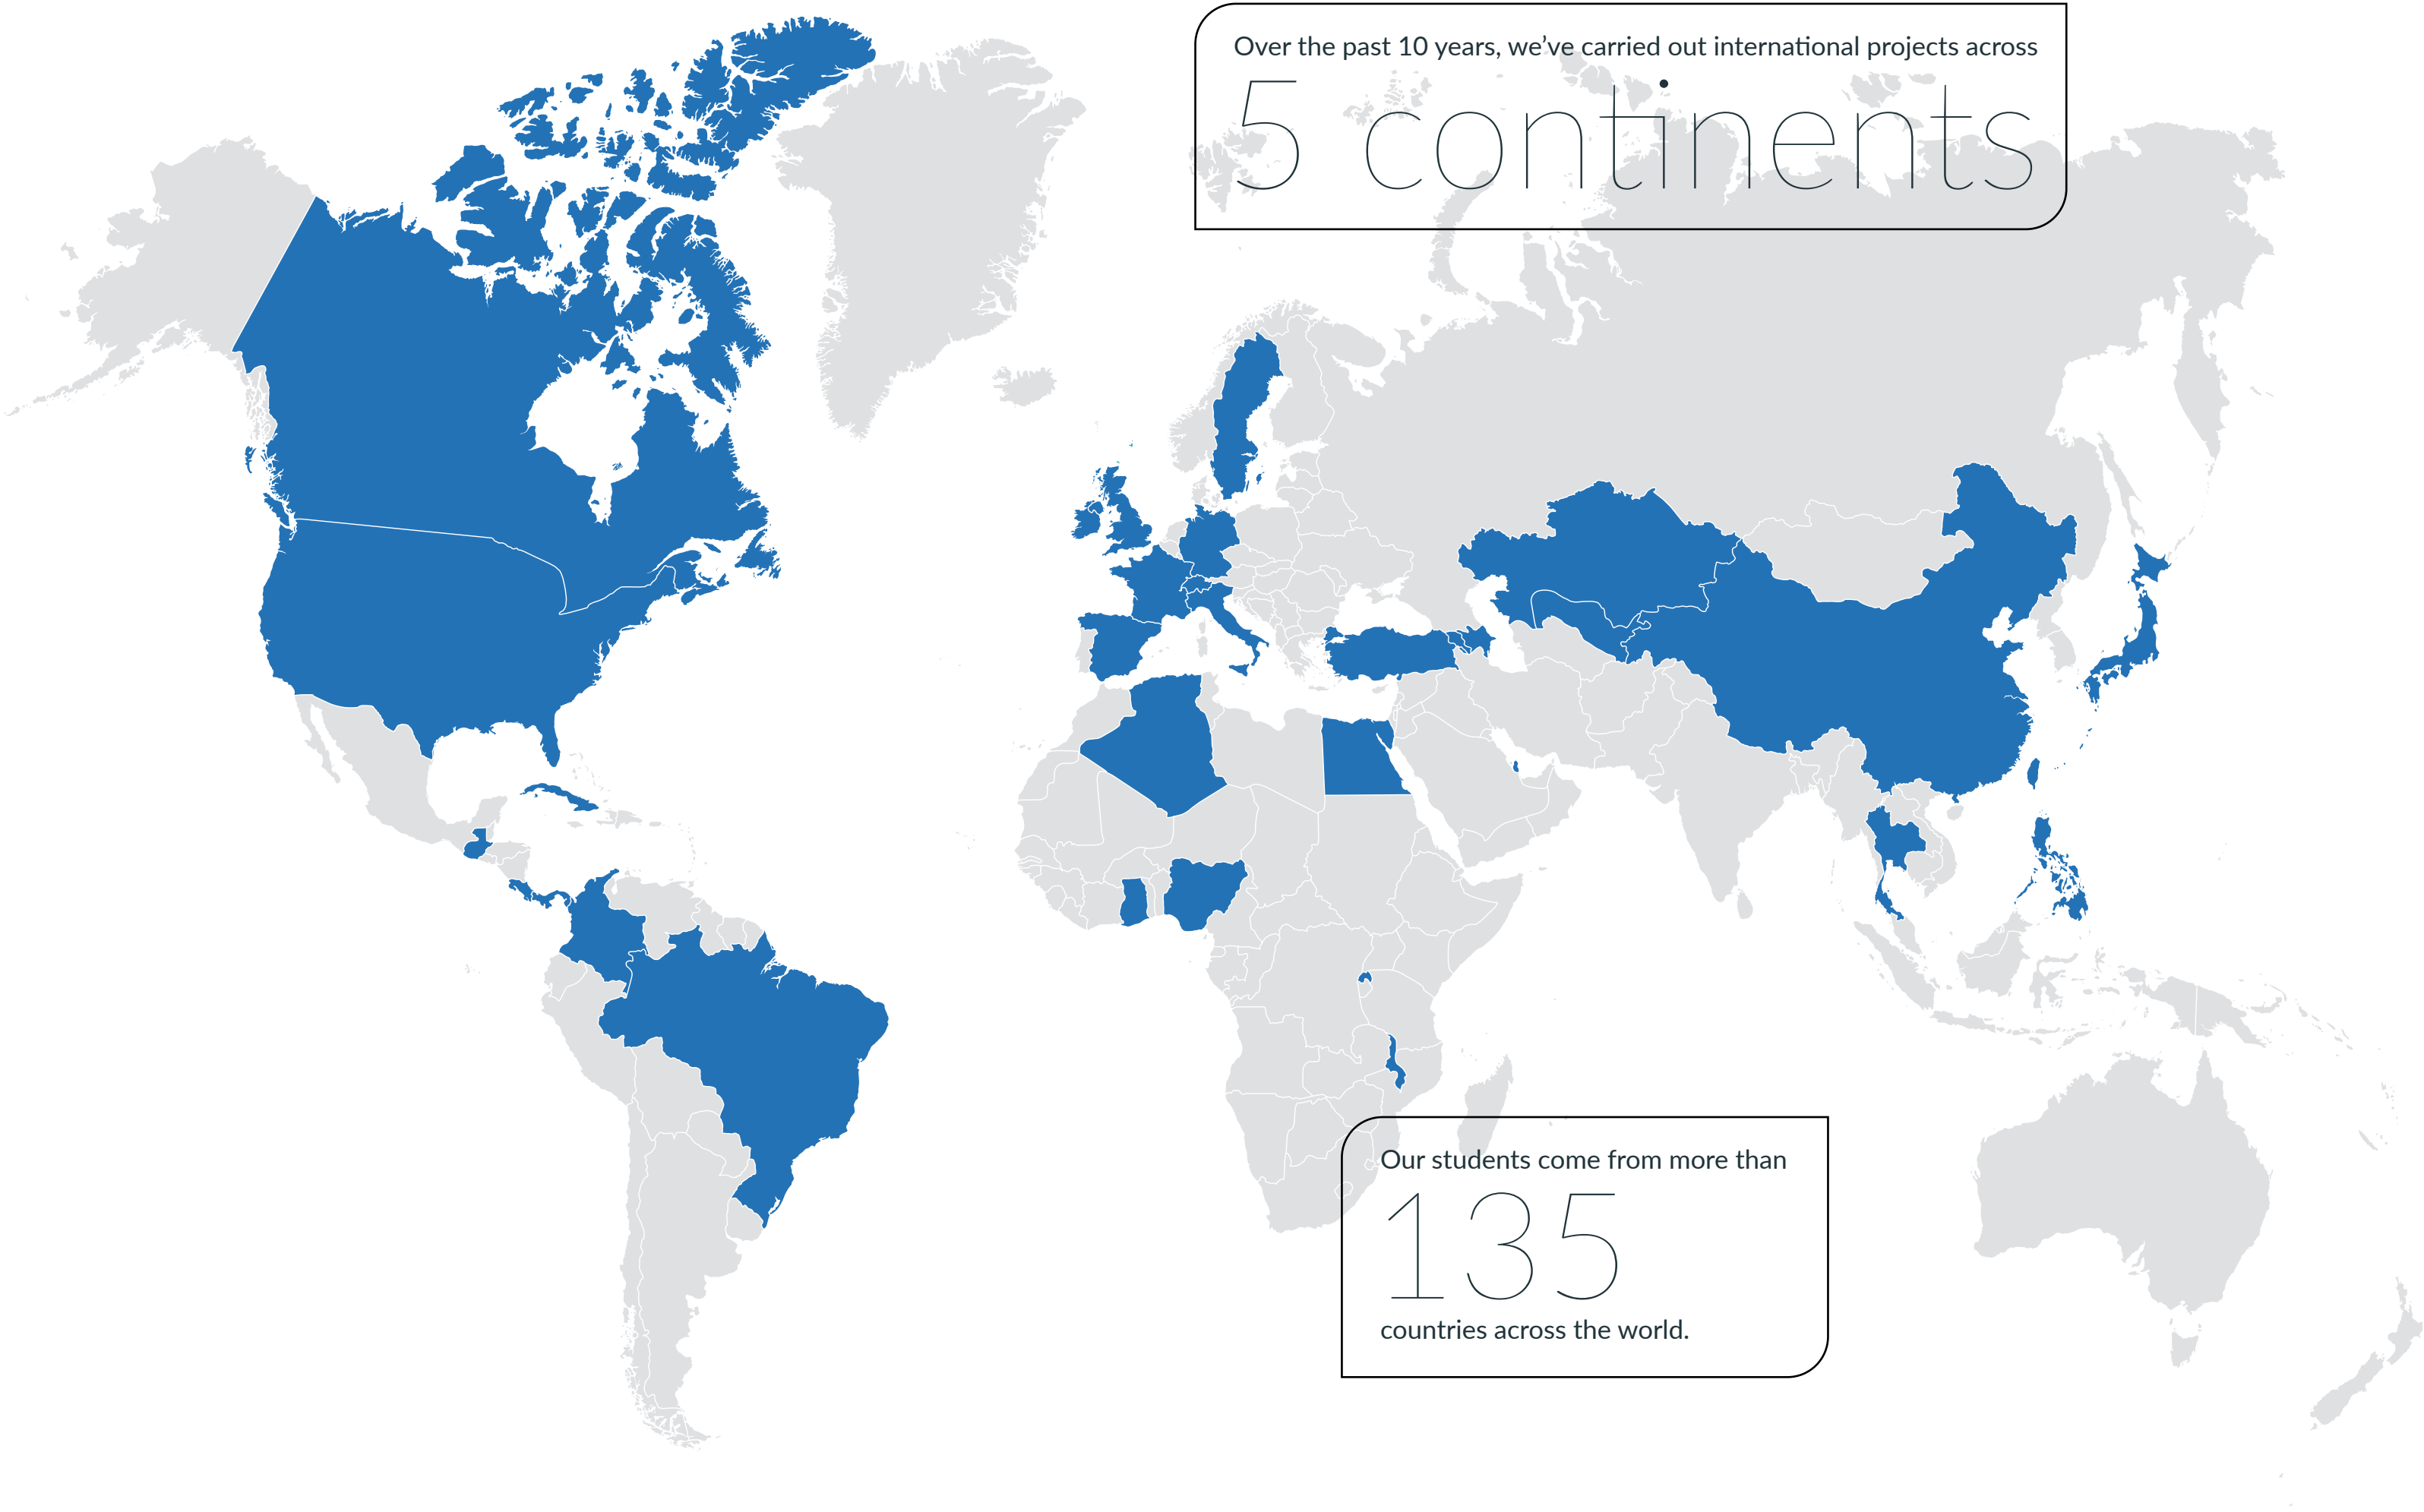 Over the past 10 years, we’ve carried out international projects across
5 continents
Our students come from more than
135
countries across the world.